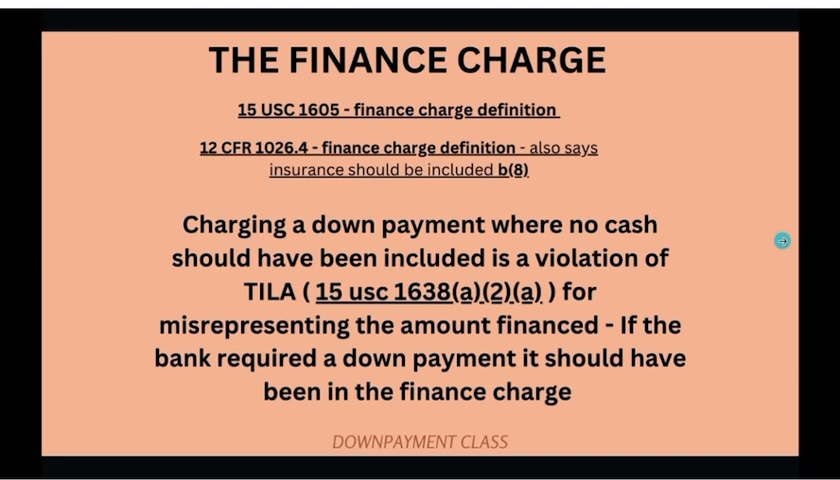 THE FINANCE CHARGE
15 USC 1605 - finance charge definition
12 CFR 1026.4 - finance charge definition - also says
insurance should be included b(8)
Charging a down payment where no cash
should have been included is a violation of
TILA ( 15 usc 1638(a)(2)(a) ) for
misrepresenting the amount financed - If the
bank required a down payment it should have
been in the finance charge
DOWNPAYMENT CLASS